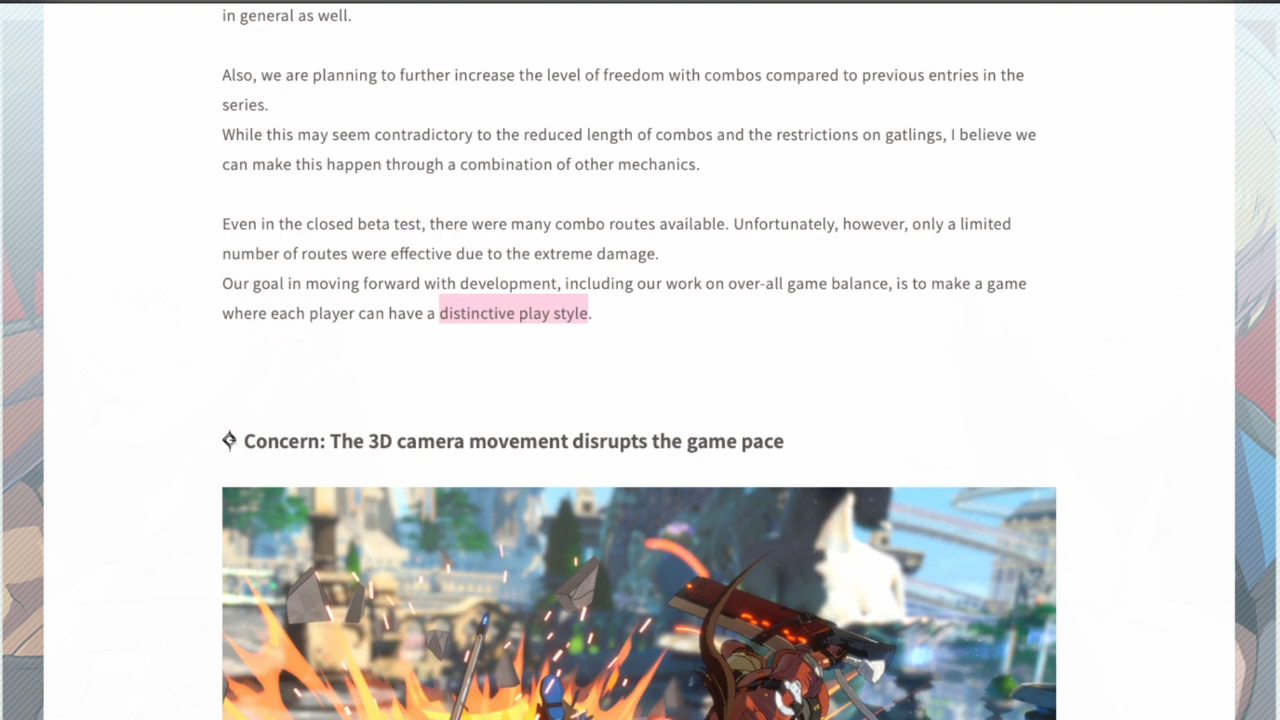 in general as well.
Also, we are planning to further increase the level of freedom with combos compared to previous entries in the
series.
While this may seem contradictory to the reduced length of combos and the restrictions on gatlings, I believe we
can make this happen through a combination of other mechanics.
Even in the closed beta test, there were many combo routes available. Unfortunately, however, only a limited
number of routes were effective due to the extreme damage.
Our goal in moving forward with development, including our work on over-all game balance, is to make a game
where each player can have a distinctive play style.
Concern: The 3D camera movement disrupts the game pace